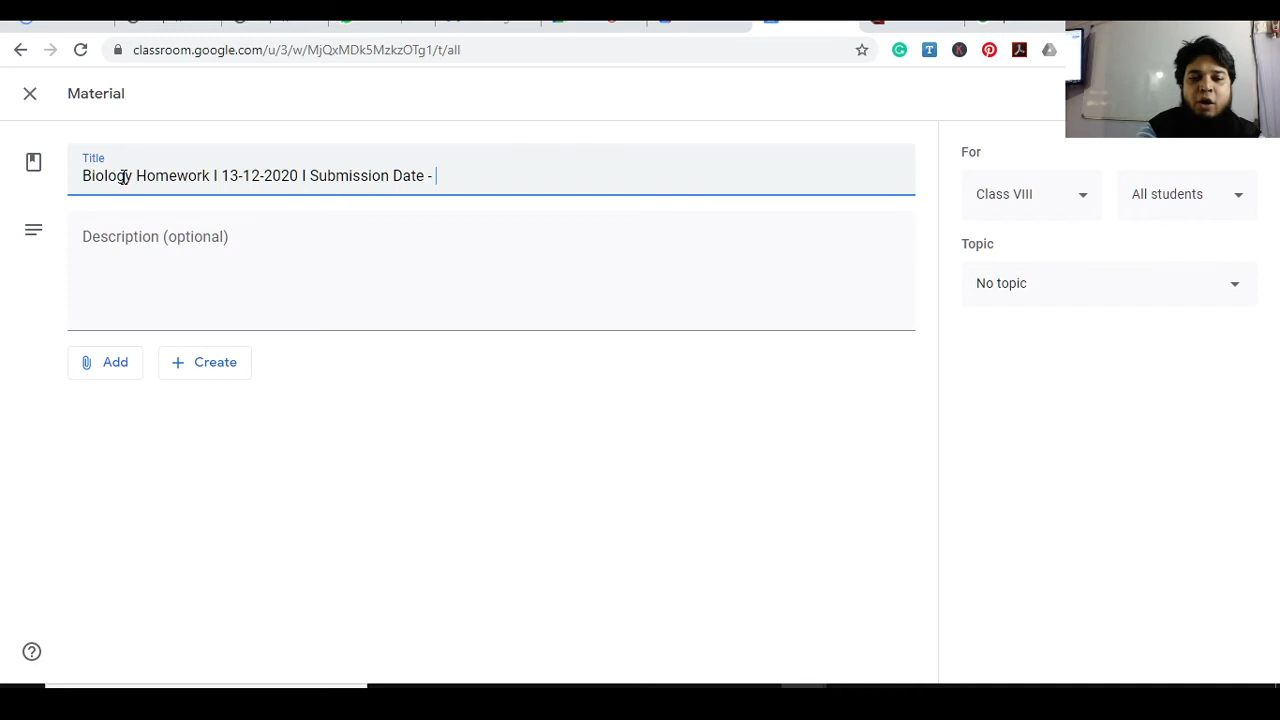 classroom.google.com/u/3/w/MjQxMDk5MzkzOTg1/t/all
Material
Title
Biology Homework I 13-12-2020 I Submission Date -
Description (optional)
Add
Create
For
Class VIII
All students
Topic
No topic